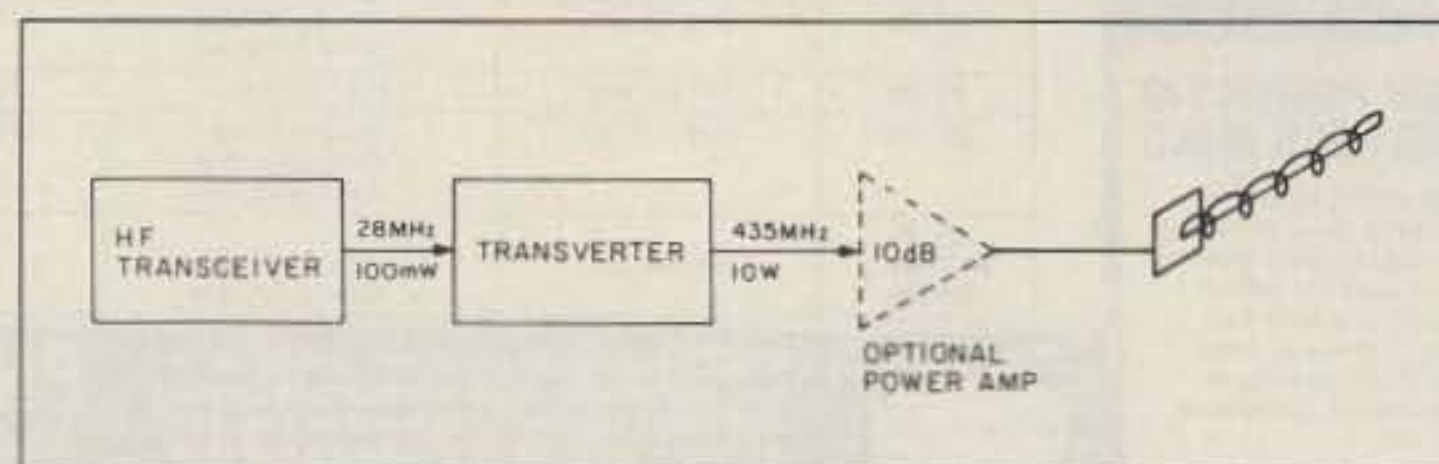 HF
TRANSCEIVER
28MHz
100mW
TRANSVERTER
435MHz
10W
10dB
OPTIONAL
POWER AMP